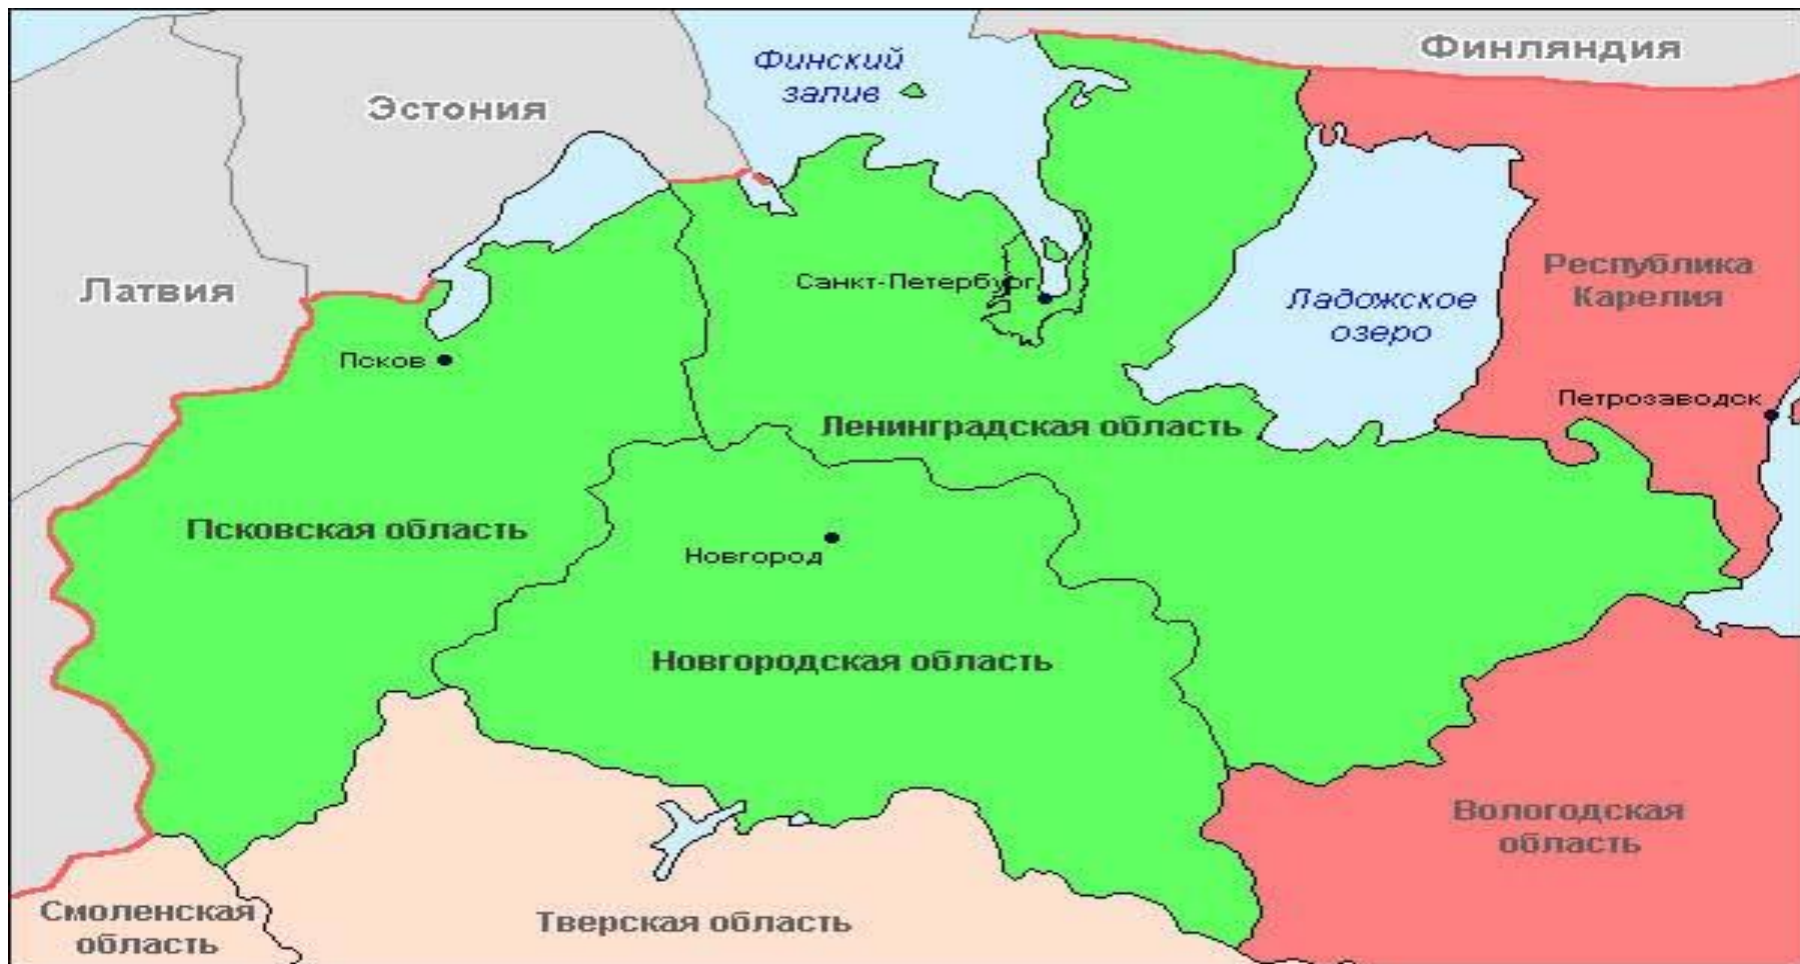 Финляндия
Финский
залив
Эстония
Республика
Карелия
Латвия
Санкт-Петербург
Ладожское
озеро
Псков
Петрозаводск
Ленинградская область
Псковская область
Новгород
Новгородская область
Вологодская
область
Смоленская
область
Тверская область